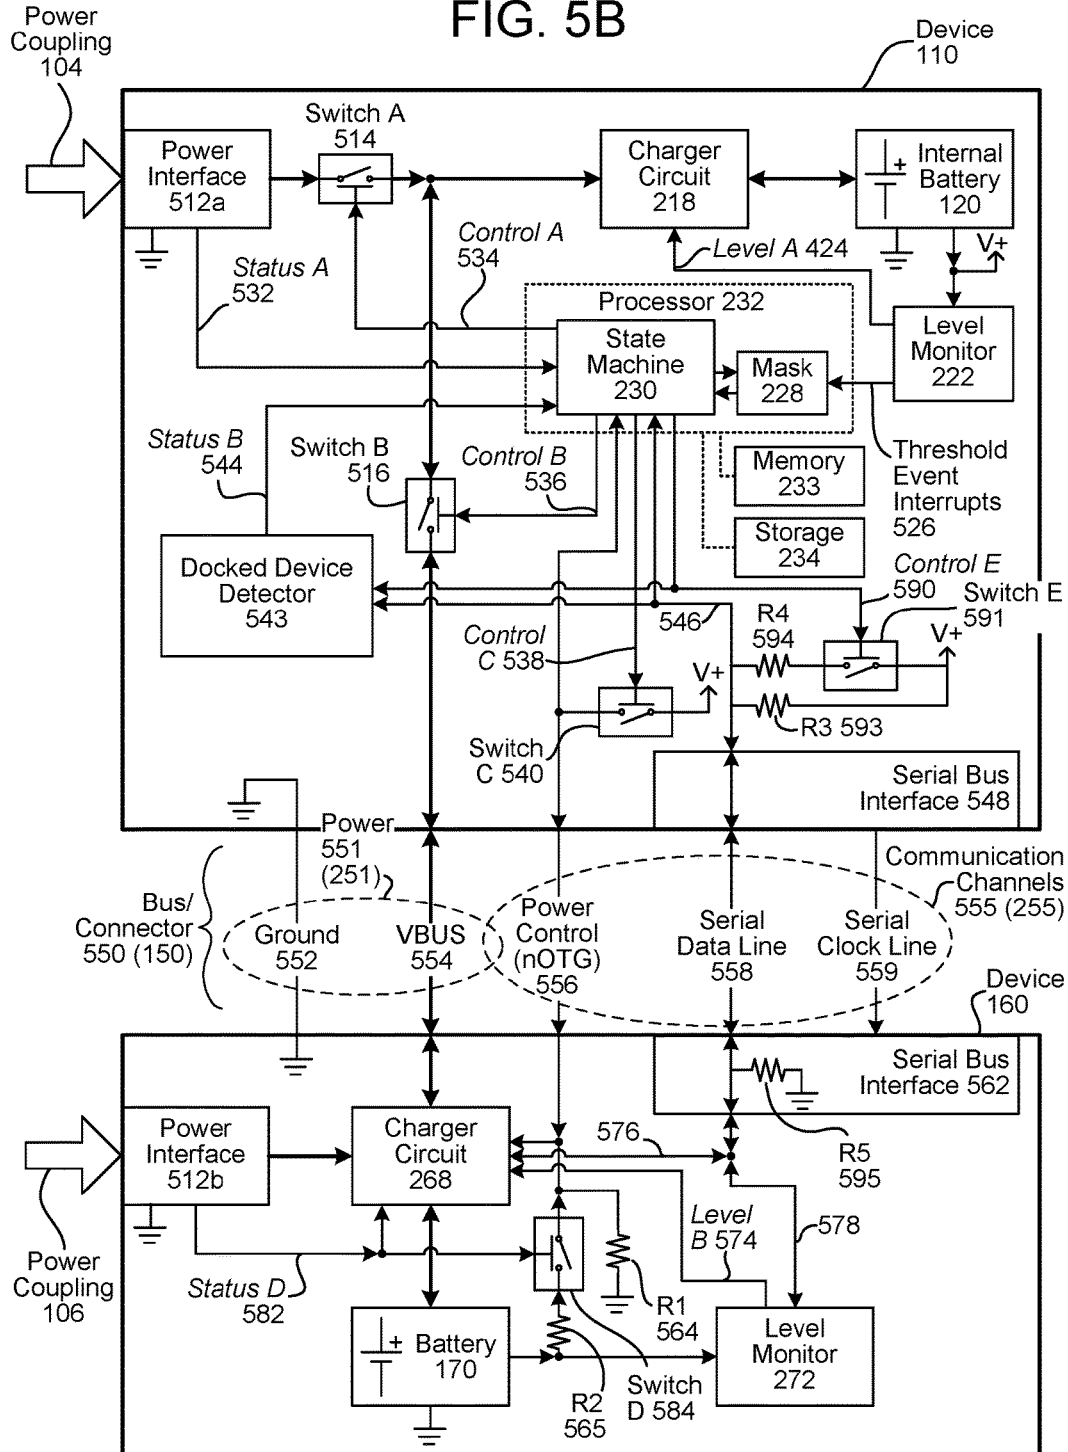 FIG. 5B
Power
Coupling
104
Device
110
Switch A
514
Power
Interface
512a
Charger
Circuit
218
Internal
Battery
120
+
V+
Control A
534
Level A 424
Status A
532
Processor 232
State
Machine
230
Mask
228
Level
Monitor
222
Status B
544
Switch B
516
Control B
536
Memory
233
Storage
234
Threshold
Event
Interrupts
526
Docked Device
Detector
543
Control E
590
Switch E
591
546
R4
594
V+
Control
C 538
V+
R3 593
Switch
C 540
Serial Bus
Interface 548
Power
551
(251)
Bus/
Connector
550 (150)
Ground
552
VBUS
554
Power
Control
(nOTG)
556
Serial
Data Line
558
Serial
Clock Line
559
Communication
Channels
555 (255)
Device
160
Serial Bus
Interface 562
Power
Interface
512b
Charger
Circuit
268
576
R5
595
Level
B 574
578
Power
Coupling
106
Status D
582
R1
564
Battery
170
+
R2
565
Switch
D 584
Level
Monitor
272